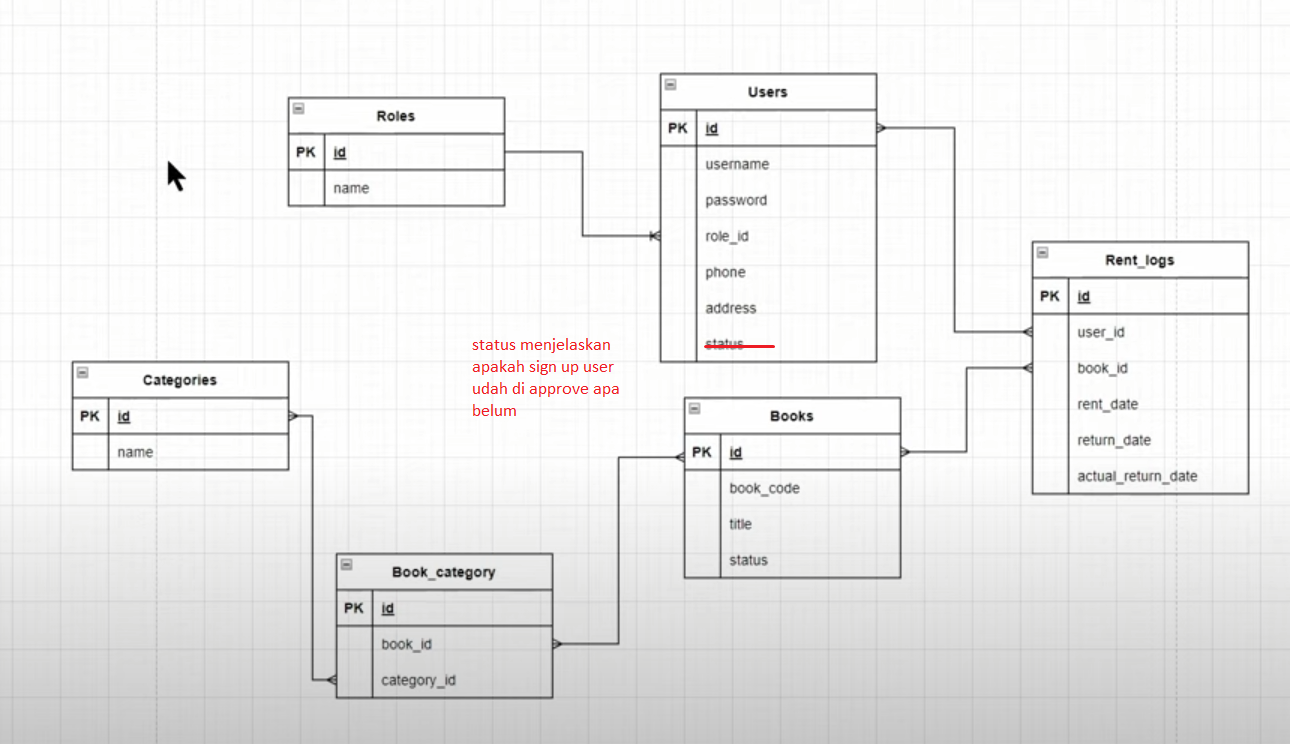 Roles
PK id
name
Users
PK id
username
password
role_id
phone
address
status
Rent_logs
PK id
user_id
book_id
rent_date
return_date
actual_return_date
status menjelaskan
apakah sign up user
udah di approve apa
belum
Categories
PK id
name
Books
PK id
book_code
title
status
Book_category
PK id
book_id
category_id